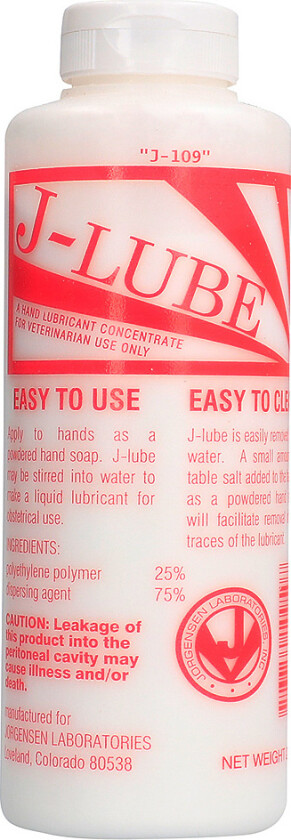 "J-109"
J-LUBE
A HAND LUBRICANT CONCENTRATE
FOR VETERINARIAN USE ONLY
EASY TO USE
Apply to hands as a
powdered hand soap. J-lube
may be stirred into water to
make a liquid lubricant for
obstetrical use.
INGREDIENTS:
polyethylene polymer 25%
dispersing agent 75%
CAUTION: Leakage of
this product into the
peritoneal cavity may
cause illness and/or
death.
manufactured for
JORGENSEN LABORATORIES
Loveland, Colorado 80538
EASY TO CLE
J-lube is easily remove
water. A small amou
table salt added to the
as a powdered hand
will facilitate removal
traces of the lubricant.
JORGENSEN LABORATORIES, INC.
J
NET WEIGHT